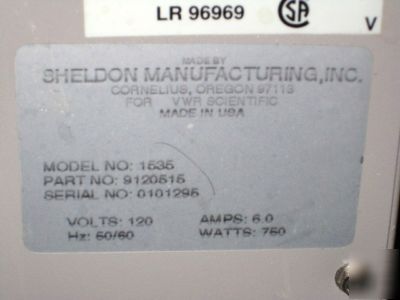 LR 96969 SA
V
MADE BY
SHELDON MANUFACTURING, INC.
CORNELIUS, OREGON 97113
FOR VWR SCIENTIFIC
MADE IN USA
MODEL NO: 1535
PART NO: 9120515
SERIAL NO: 0101295
VOLTS: 120 AMPS: 6.0
Hz: 50/60 WATTS: 750